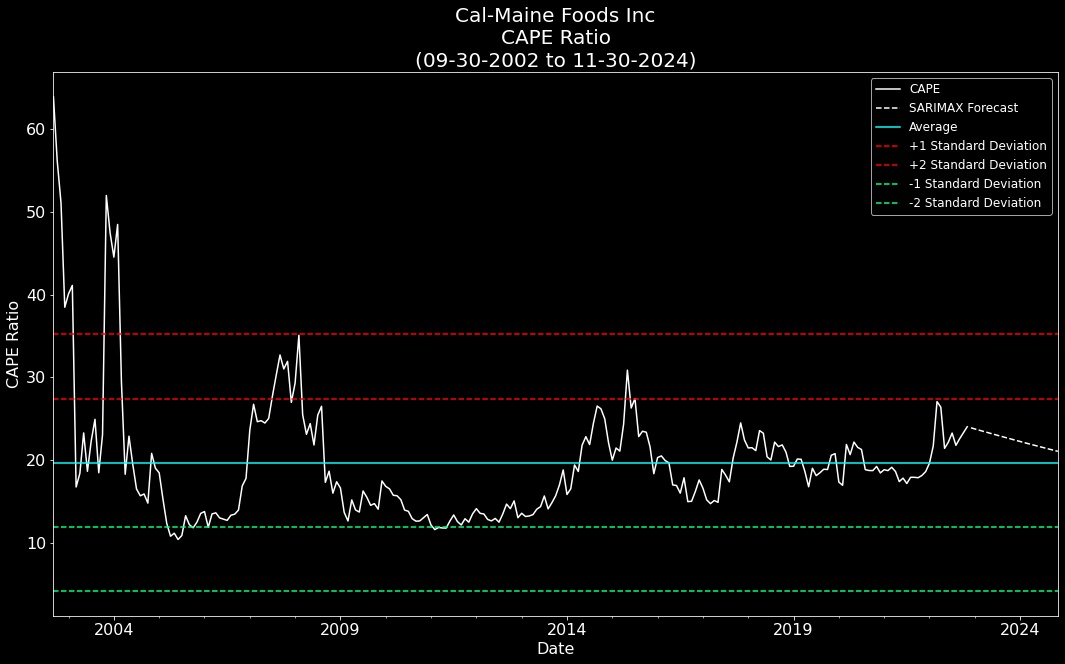 Cal-Maine Foods Inc
CAPE Ratio
(09-30-2002 to 11-30-2024)
CAPE
SARIMAX Forecast
Average
+1 Standard Deviation
+2 Standard Deviation
-1 Standard Deviation
-2 Standard Deviation
60
50
40
30
20
10
CAPE Ratio
2004
2009
2014
2019
2024
Date